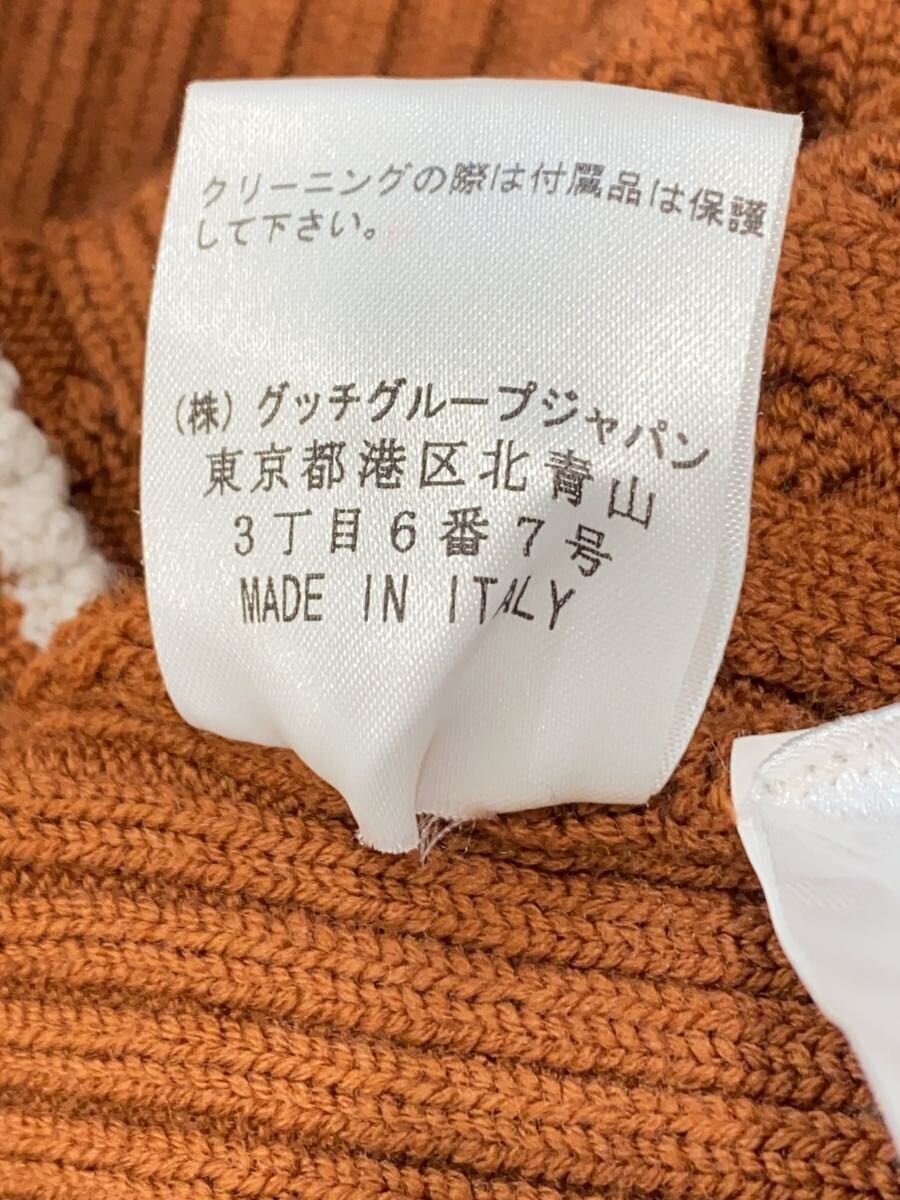 クリーニングの際は付属品は保護
して下さい。
(株) グッチグループジャパン
東京都港区北青山
3丁目6番7号
MADE IN ITALY